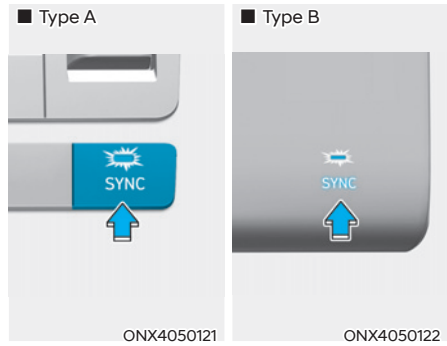 ■ Type A
SYNC
ONX4050121
■ Type B
SYNC
ONX4050122